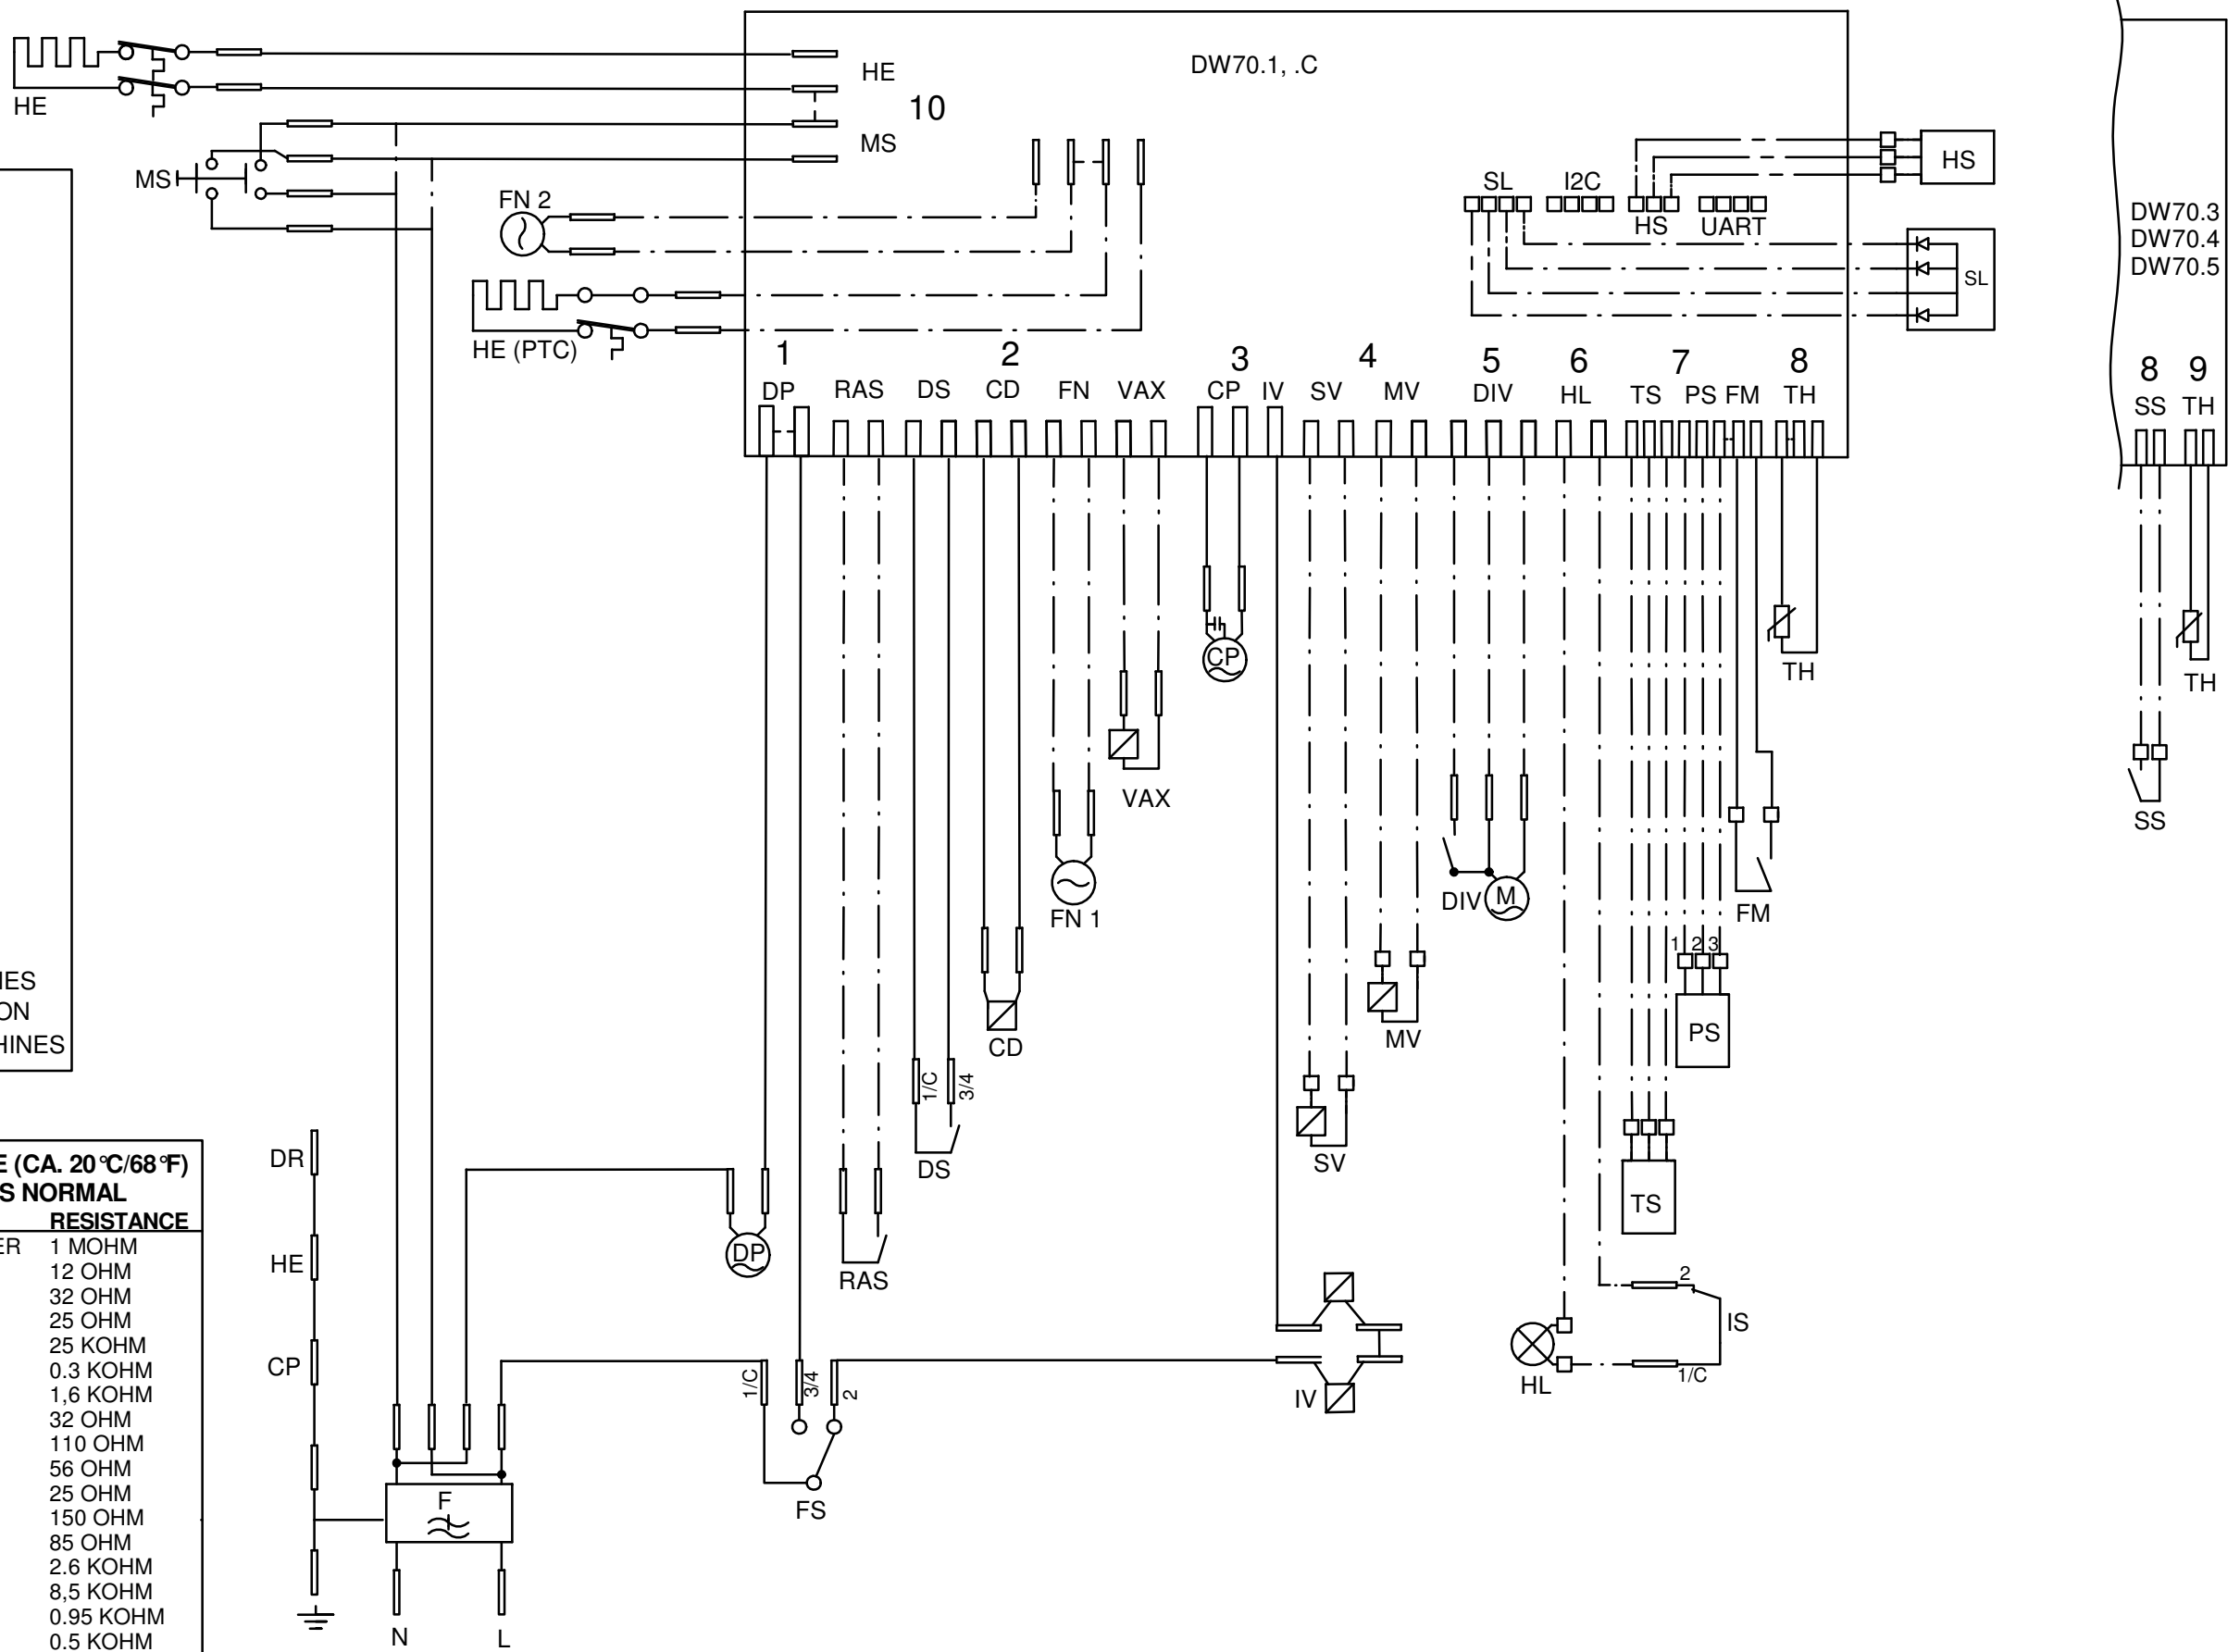 DW70.1, .C
HE
HE
10
MS
MS
HS
SL
I2C
HS
UART
FN 2
DW70.3
DW70.4
DW70.5
SL
HE (PTC)
1
2
3
4
5
6
7
8
DP
RAS
DS
CD
FN
VAX
CP
IV
SV
MV
DIV
HL
TS
PS
FM
TH
8
9
SS
TH
CP
TH
TH
VAX
SS
DIV
M
FN 1
FM
1
2
3
PS
MV
CD
1/C
3/4
DS
SV
TS
DP
RAS
2
IS
1/C
HL
IV
1/C
3/4
2
FS
DR
HE
CP
F
N
L
ON
E (CA. 20°C/68°F)
S NORMAL
RESISTANCE
ER 1 MOHM
12 OHM
32 OHM
25 OHM
25 KOHM
0.3 KOHM
1,6 KOHM
32 OHM
110 OHM
56 OHM
25 OHM
150 OHM
85 OHM
2.6 KOHM
8,5 KOHM
0.95 KOHM
0.5 KOHM